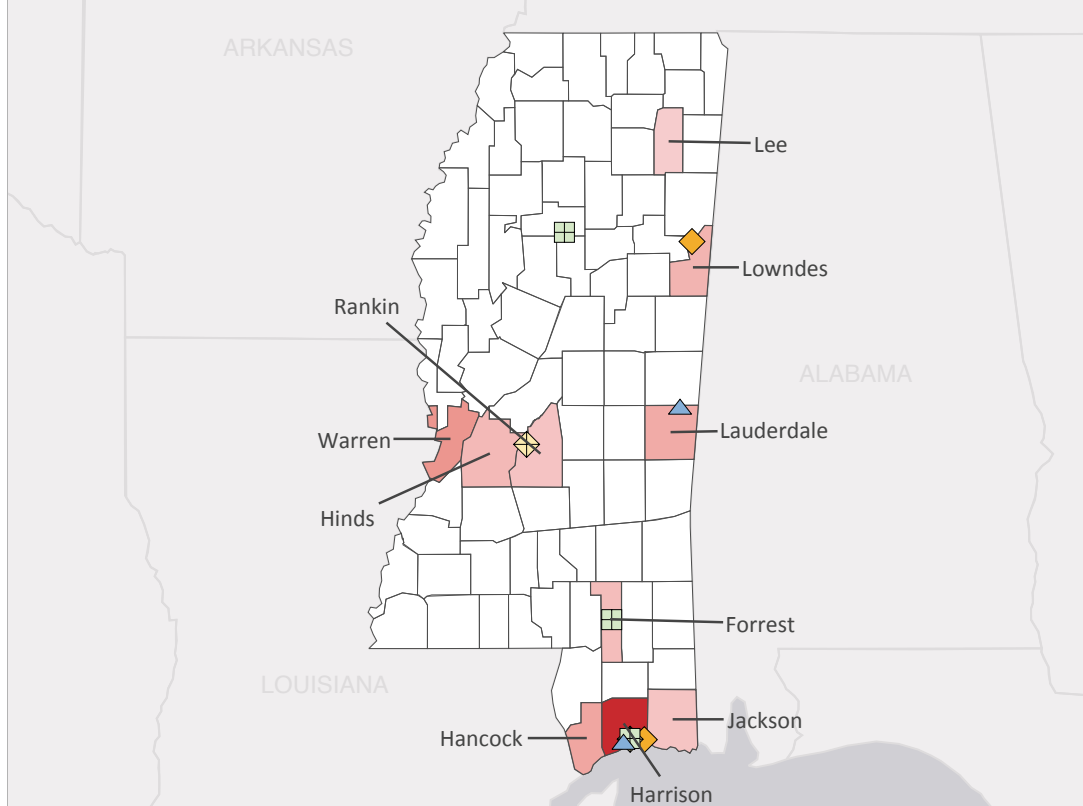 ARKANSAS
Lee
Lowndes
Rankin
ALABAMA
Warren
Lauderdale
Hinds
Forrest
LOUISIANA
Jackson
Hancock
Harrison